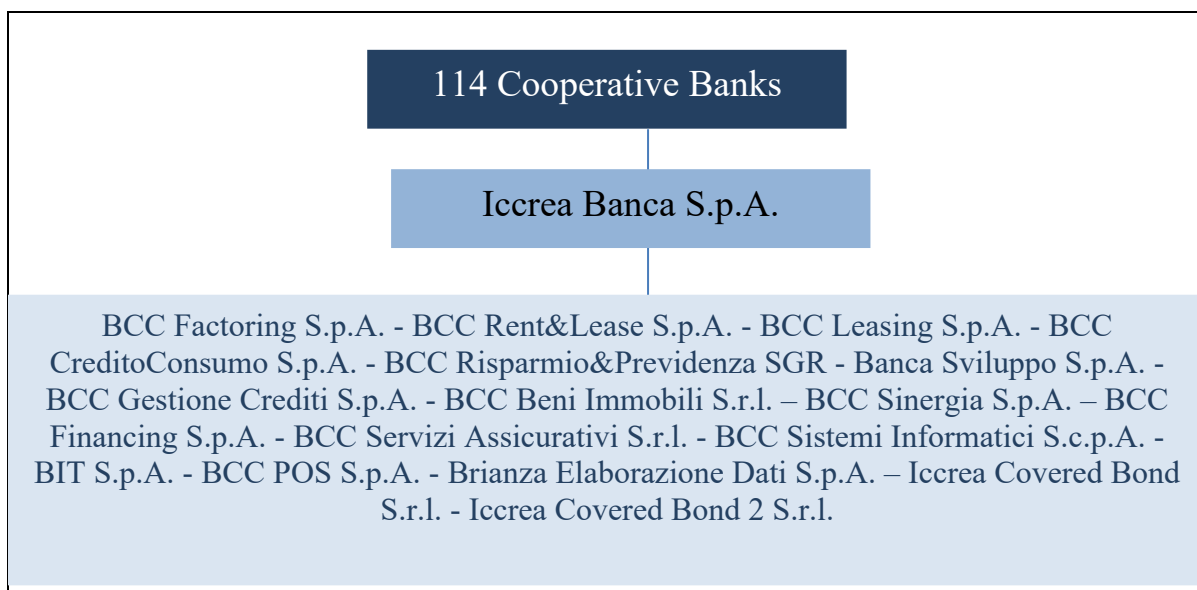 114 Cooperative Banks
Iccrea Banca S.p.A.
BCC Factoring S.p.A. - BCC Rent&Lease S.p.A. - BCC Leasing S.p.A. - BCC
CreditoConsumo S.p.A. - BCC Risparmio&Previdenza SGR - Banca Sviluppo S.p.A. -
BCC Gestione Crediti S.p.A. - BCC Beni Immobili S.r.l. – BCC Sinergia S.p.A. – BCC
Financing S.p.A. - BCC Servizi Assicurativi S.r.l. - BCC Sistemi Informatici S.c.p.A. -
BIT S.p.A. - BCC POS S.p.A. - Brianza Elaborazione Dati S.p.A. – Iccrea Covered Bond
S.r.l. - Iccrea Covered Bond 2 S.r.l.